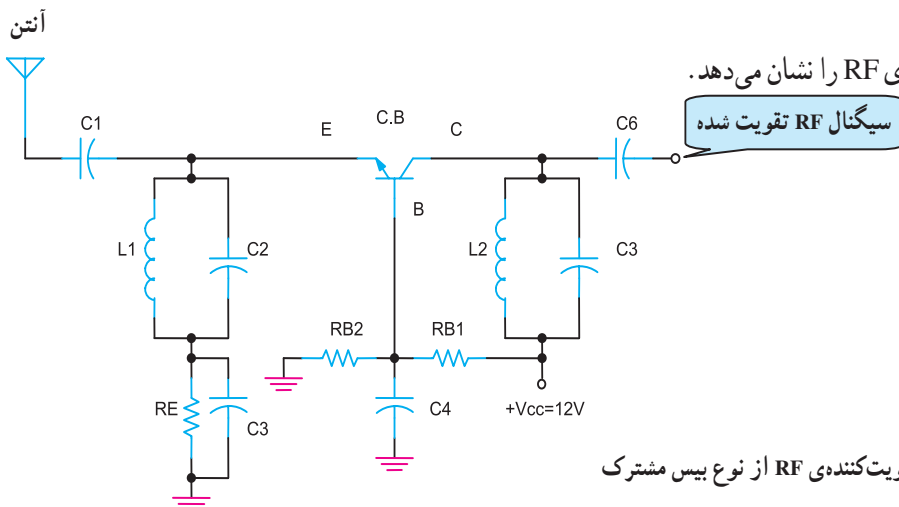 آنتن
ی RF را نشان می‌دهد.
سیگنال RF تقویت شده
C1
E
C.B
C
C6
B
L1
C2
L2
C3
RB2
RB1
RE
C3
C4
+Vcc=12V
ویت‌کننده‌ی RF از نوع بیس مشترک